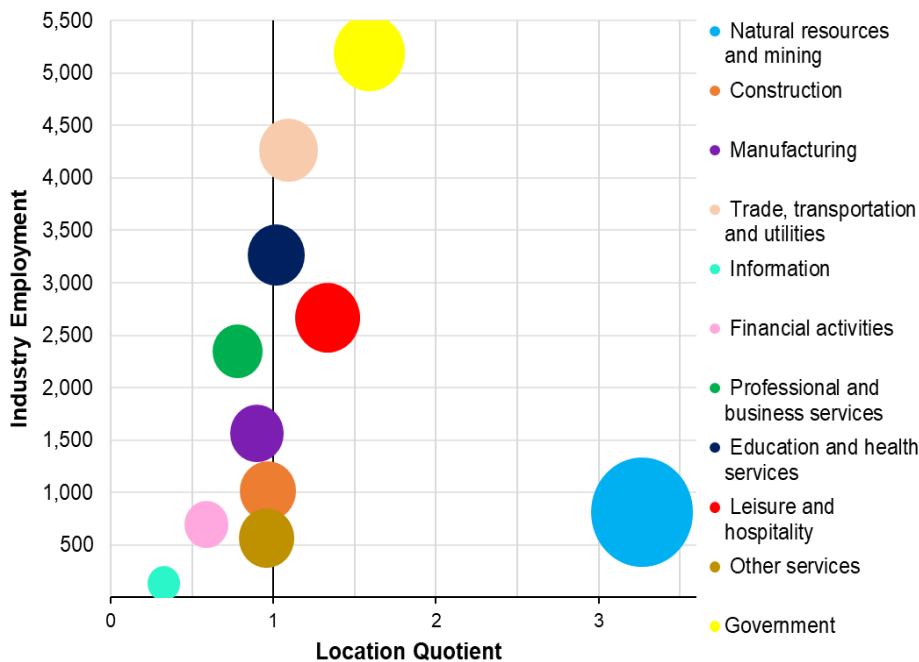 5,500
5,000
4,500
4,000
3,500
3,000
2,500
2,000
1,500
1,000
500
Industry Employment
0
1
2
3
Location Quotient
Natural resources
and mining
Construction
Manufacturing
Trade, transportation
and utilities
Information
Financial activities
Professional and
business services
Education and health
services
Leisure and
hospitality
Other services
Government